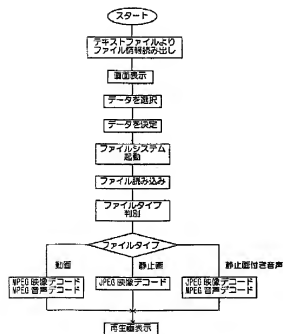 スタート
テキストファイルより
ファイル情報読み出し
画面表示
データを選択
データを決定
ファイルシステム
起動
ファイル読み込み
ファイルタイプ
判別
ファイルタイプ
動画
静止画
静止画付き音声
MPEG 映像デコード
MPEG 音声デコード
JPEG 映像デコード
JPEG 映像デコード
MPEG 音声デコード
再生画表示